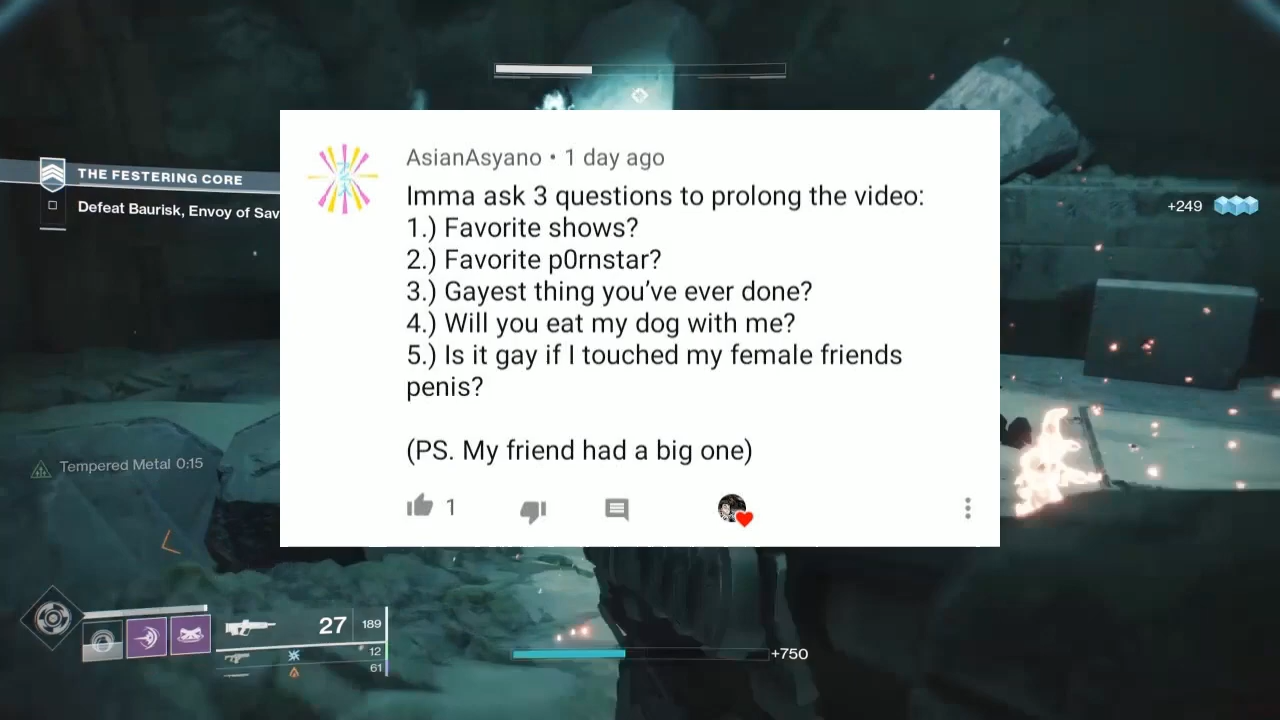 THE FESTERING CORE
Defeat Baurisk, Envoy of Sav
+249
AsianAsyano • 1 day ago
Imma ask 3 questions to prolong the video:
1.) Favorite shows?
2.) Favorite p0rnstar?
3.) Gayest thing you've ever done?
4.) Will you eat my dog with me?
5.) Is it gay if I touched my female friends
penis?
(PS. My friend had a big one)
1
Tempered Metal 0:15
27 189
12
61
+750